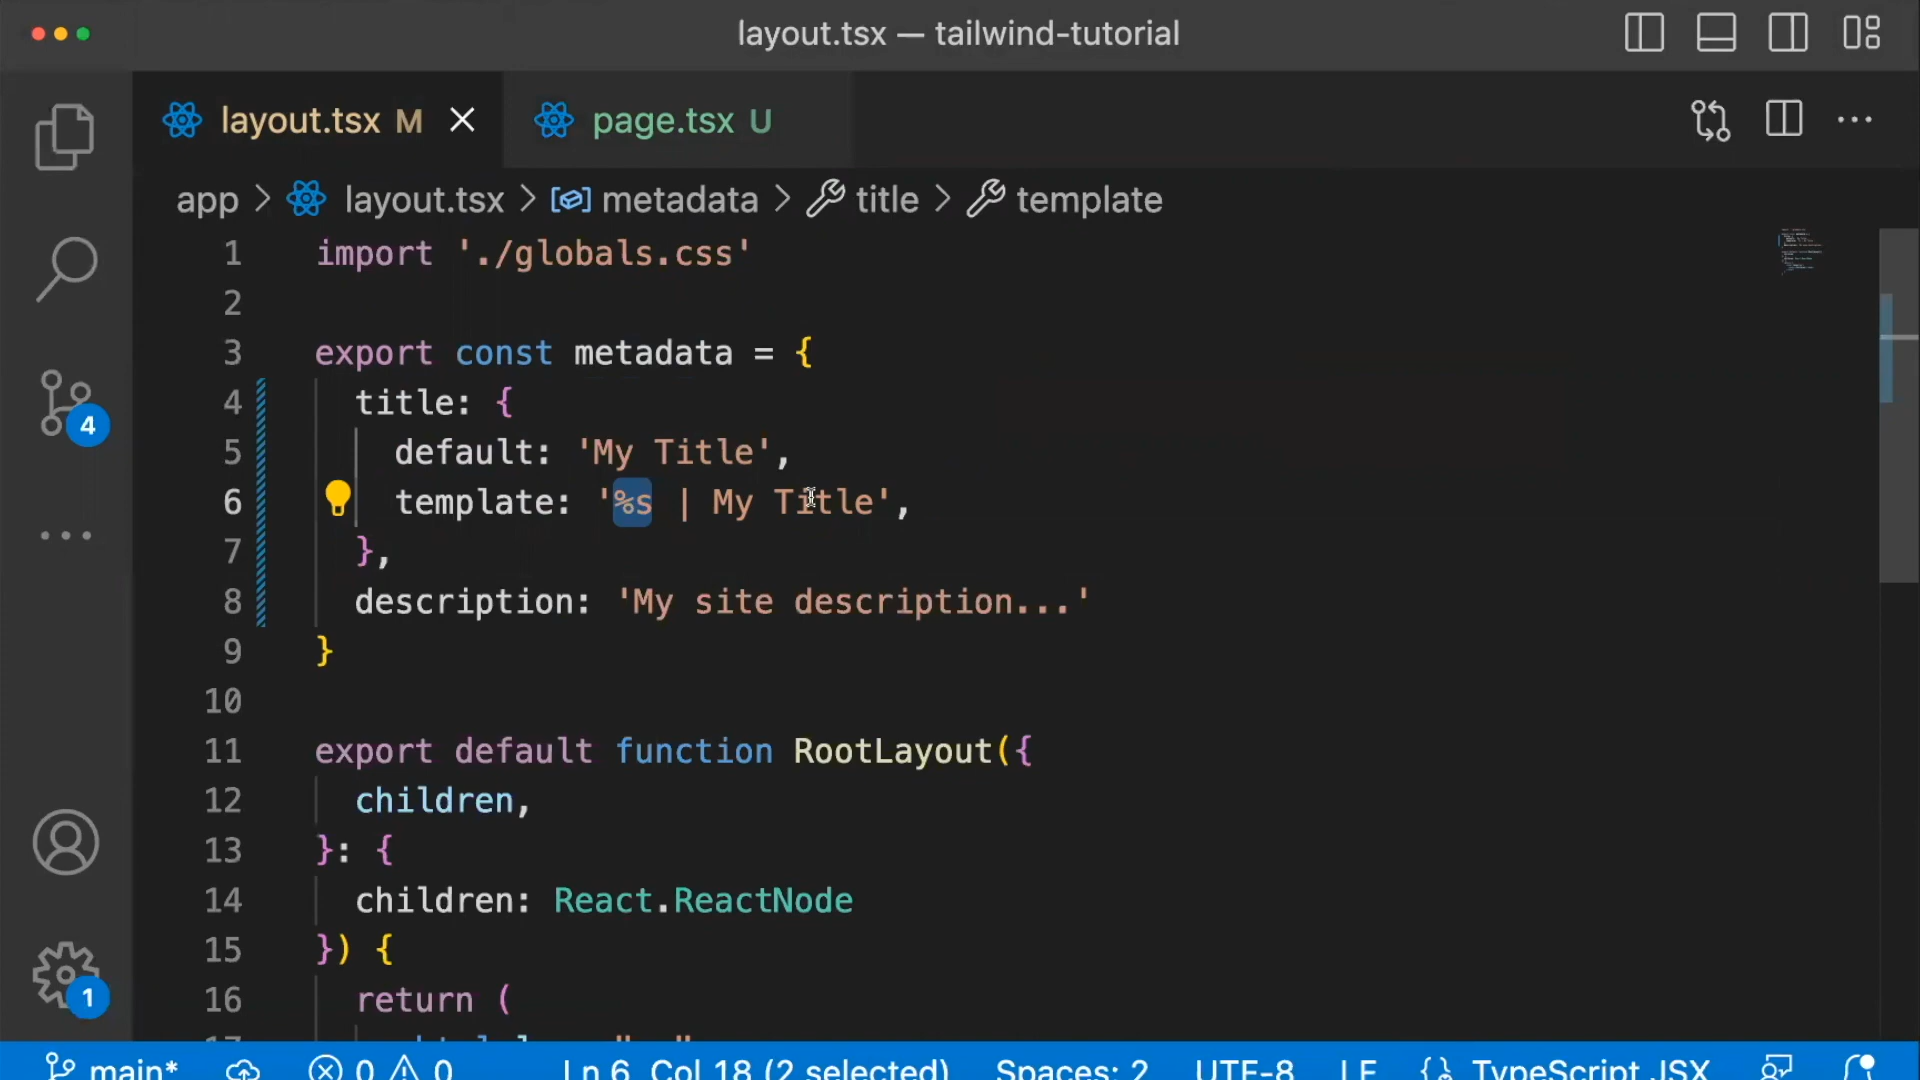 layout.tsx — tailwind-tutorial
layout.tsx M page.tsx U
app layout.tsx metadata title template
1 import './globals.css'
2
3 export const metadata = {
4 title: {
5 default: 'My Title',
6 template: '%s | My Title',
7 },
8 description: 'My site description...'
9 }
10
11 export default function RootLayout({
12 children,
13 }: {
14 children: React.ReactNode
15 }) {
16 return (
4
1
main* 0 0 Ln 6, Col 18 (2 selected) Spaces: 2 UTF-8 LF {} TypeScript JSX